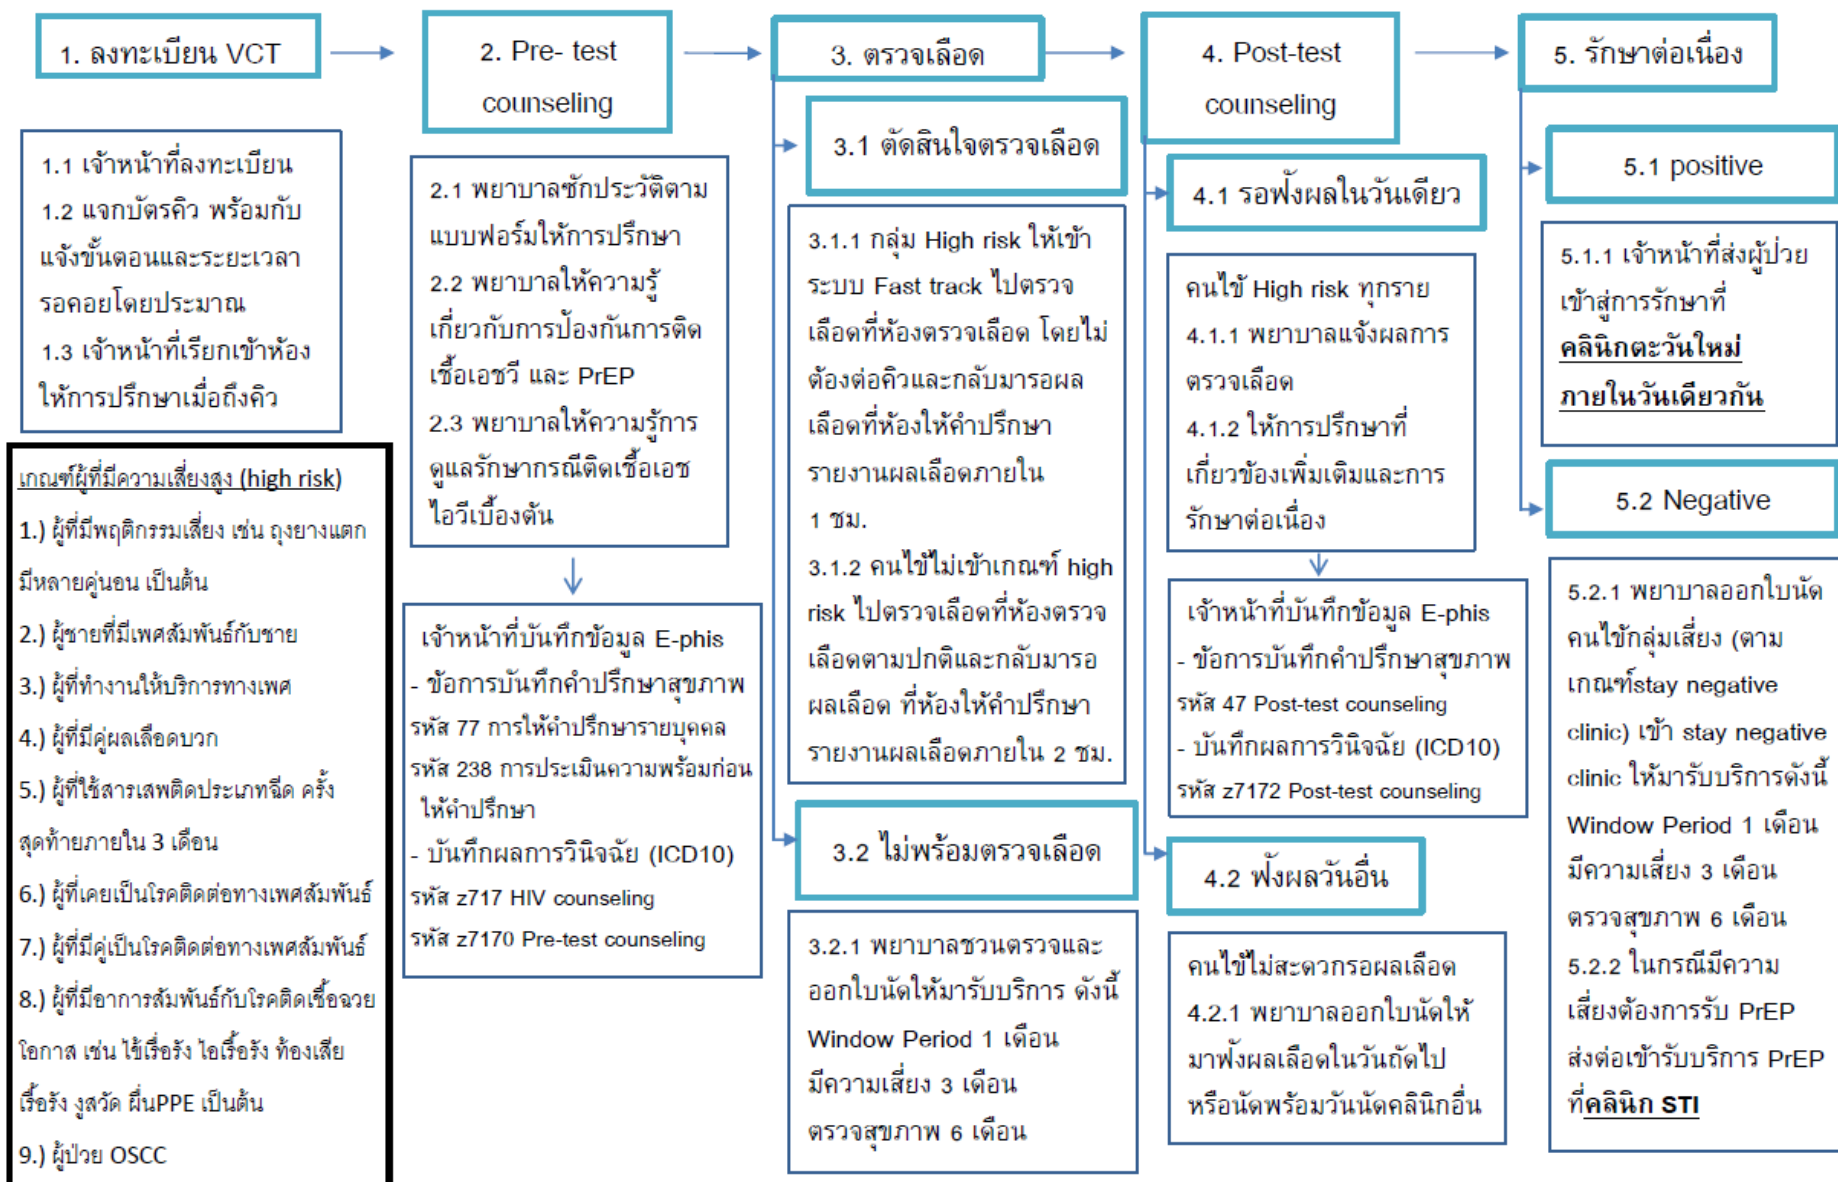 1. ลงทะเบียน VCT
1.1 เจ้าหน้าที่ลงทะเบียน
1.2 แจกบัตรคิว พร้อมกับ
แจ้งขั้นตอนและระยะเวลา
รอคอยโดยประมาณ
1.3 เจ้าหน้าที่เรียกเข้าห้อง
ให้การปรึกษาเมื่อถึงคิว
เกณฑ์ผู้ที่มีความเสี่ยงสูง (high risk)
1.) ผู้ที่มีพฤติกรรมเสี่ยง เช่น ถุงยางแตก
มีหลายคู่นอน เป็นต้น
2.) ผู้ชายที่มีเพศสัมพันธ์กับชาย
3.) ผู้ที่ทำงานให้บริการทางเพศ
4.) ผู้ที่มีคู่ผลเลือดบวก
5.) ผู้ที่ใช้สารเสพติดประเภทฉีด ครั้ง
สุดท้ายภายใน 3 เดือน
6.) ผู้ที่เคยเป็นโรคติดต่อทางเพศสัมพันธ์
7.) ผู้ที่มีคู่เป็นโรคติดต่อทางเพศสัมพันธ์
8.) ผู้ที่มีอาการสัมพันธ์กับโรคติดเชื้อฉวย
โอกาส เช่น ไข้เรื้อรัง ไอเรื้อรัง ท้องเสีย
เรื้อรัง งูสวัด ผื่นPPE เป็นต้น
9.) ผู้ป่วย OSCC
2. Pre- test
counseling
2.1 พยาบาลซักประวัติตาม
แบบฟอร์มให้การปรึกษา
2.2 พยาบาลให้ความรู้
เกี่ยวกับการป้องกันการติด
เชื้อเอชวี และ PrEP
2.3 พยาบาลให้ความรู้การ
ดูแลรักษากรณีติดเชื้อเอช
ไอวีเบื้องต้น
เจ้าหน้าที่บันทึกข้อมูล E-phis
- ข้อการบันทึกคำปรึกษาสุขภาพ
รหัส 77 การให้คำปรึกษารายบุคคล
รหัส 238 การประเมินความพร้อมก่อน
ให้คำปรึกษา
- บันทึกผลการวินิจฉัย (ICD10)
รหัส z717 HIV counseling
รหัส z7170 Pre-test counseling
3. ตรวจเลือด
3.1 ตัดสินใจตรวจเลือด
3.1.1 กลุ่ม High risk ให้เข้า
ระบบ Fast track ไปตรวจ
เลือดที่ห้องตรวจเลือด โดยไม่
ต้องต่อคิวและกลับมารอผล
เลือดที่ห้องให้คำปรึกษา
รายงานผลเลือดภายใน
1 ชม.
3.1.2 คนไข้ไม่เข้าเกณฑ์ high
risk ไปตรวจเลือดที่ห้องตรวจ
เลือดตามปกติและกลับมารอ
ผลเลือด ที่ห้องให้คำปรึกษา
รายงานผลเลือดภายใน 2 ชม.
3.2 ไม่พร้อมตรวจเลือด
3.2.1 พยาบาลชวนตรวจและ
ออกใบนัดให้มารับบริการ ดังนี้
Window Period 1 เดือน
มีความเสี่ยง 3 เดือน
ตรวจสุขภาพ 6 เดือน
4. Post-test
counseling
4.1 รอฟังผลในวันเดียว
คนไข้ High risk ทุกราย
4.1.1 พยาบาลแจ้งผลการ
ตรวจเลือด
4.1.2 ให้การปรึกษาที่
เกี่ยวข้องเพิ่มเติมและการ
รักษาต่อเนื่อง
เจ้าหน้าที่บันทึกข้อมูล E-phis
- ข้อการบันทึกคำปรึกษาสุขภาพ
รหัส 47 Post-test counseling
- บันทึกผลการวินิจฉัย (ICD10)
รหัส z7172 Post-test counseling
4.2 ฟังผลวันอื่น
คนไข้ไม่สะดวกรอผลเลือด
4.2.1 พยาบาลออกใบนัดให้
มาฟังผลเลือดในวันถัดไป
หรือนัดพร้อมวันนัดคลินิกอื่น
5. รักษาต่อเนื่อง
5.1 positive
5.1.1 เจ้าหน้าที่ส่งผู้ป่วย
เข้าสู่การรักษาที่
คลินิกตะวันใหม่
ภายในวันเดียวกัน
5.2 Negative
5.2.1 พยาบาลออกใบนัด
คนไข้กลุ่มเสี่ยง (ตาม
เกณฑ์stay negative
clinic) เข้า stay negative
clinic ให้มารับบริการดังนี้
Window Period 1 เดือน
มีความเสี่ยง 3 เดือน
ตรวจสุขภาพ 6 เดือน
5.2.2 ในกรณีมีความ
เสี่ยงต้องการรับ PrEP
ส่งต่อเข้ารับบริการ PrEP
ที่คลินิก STI